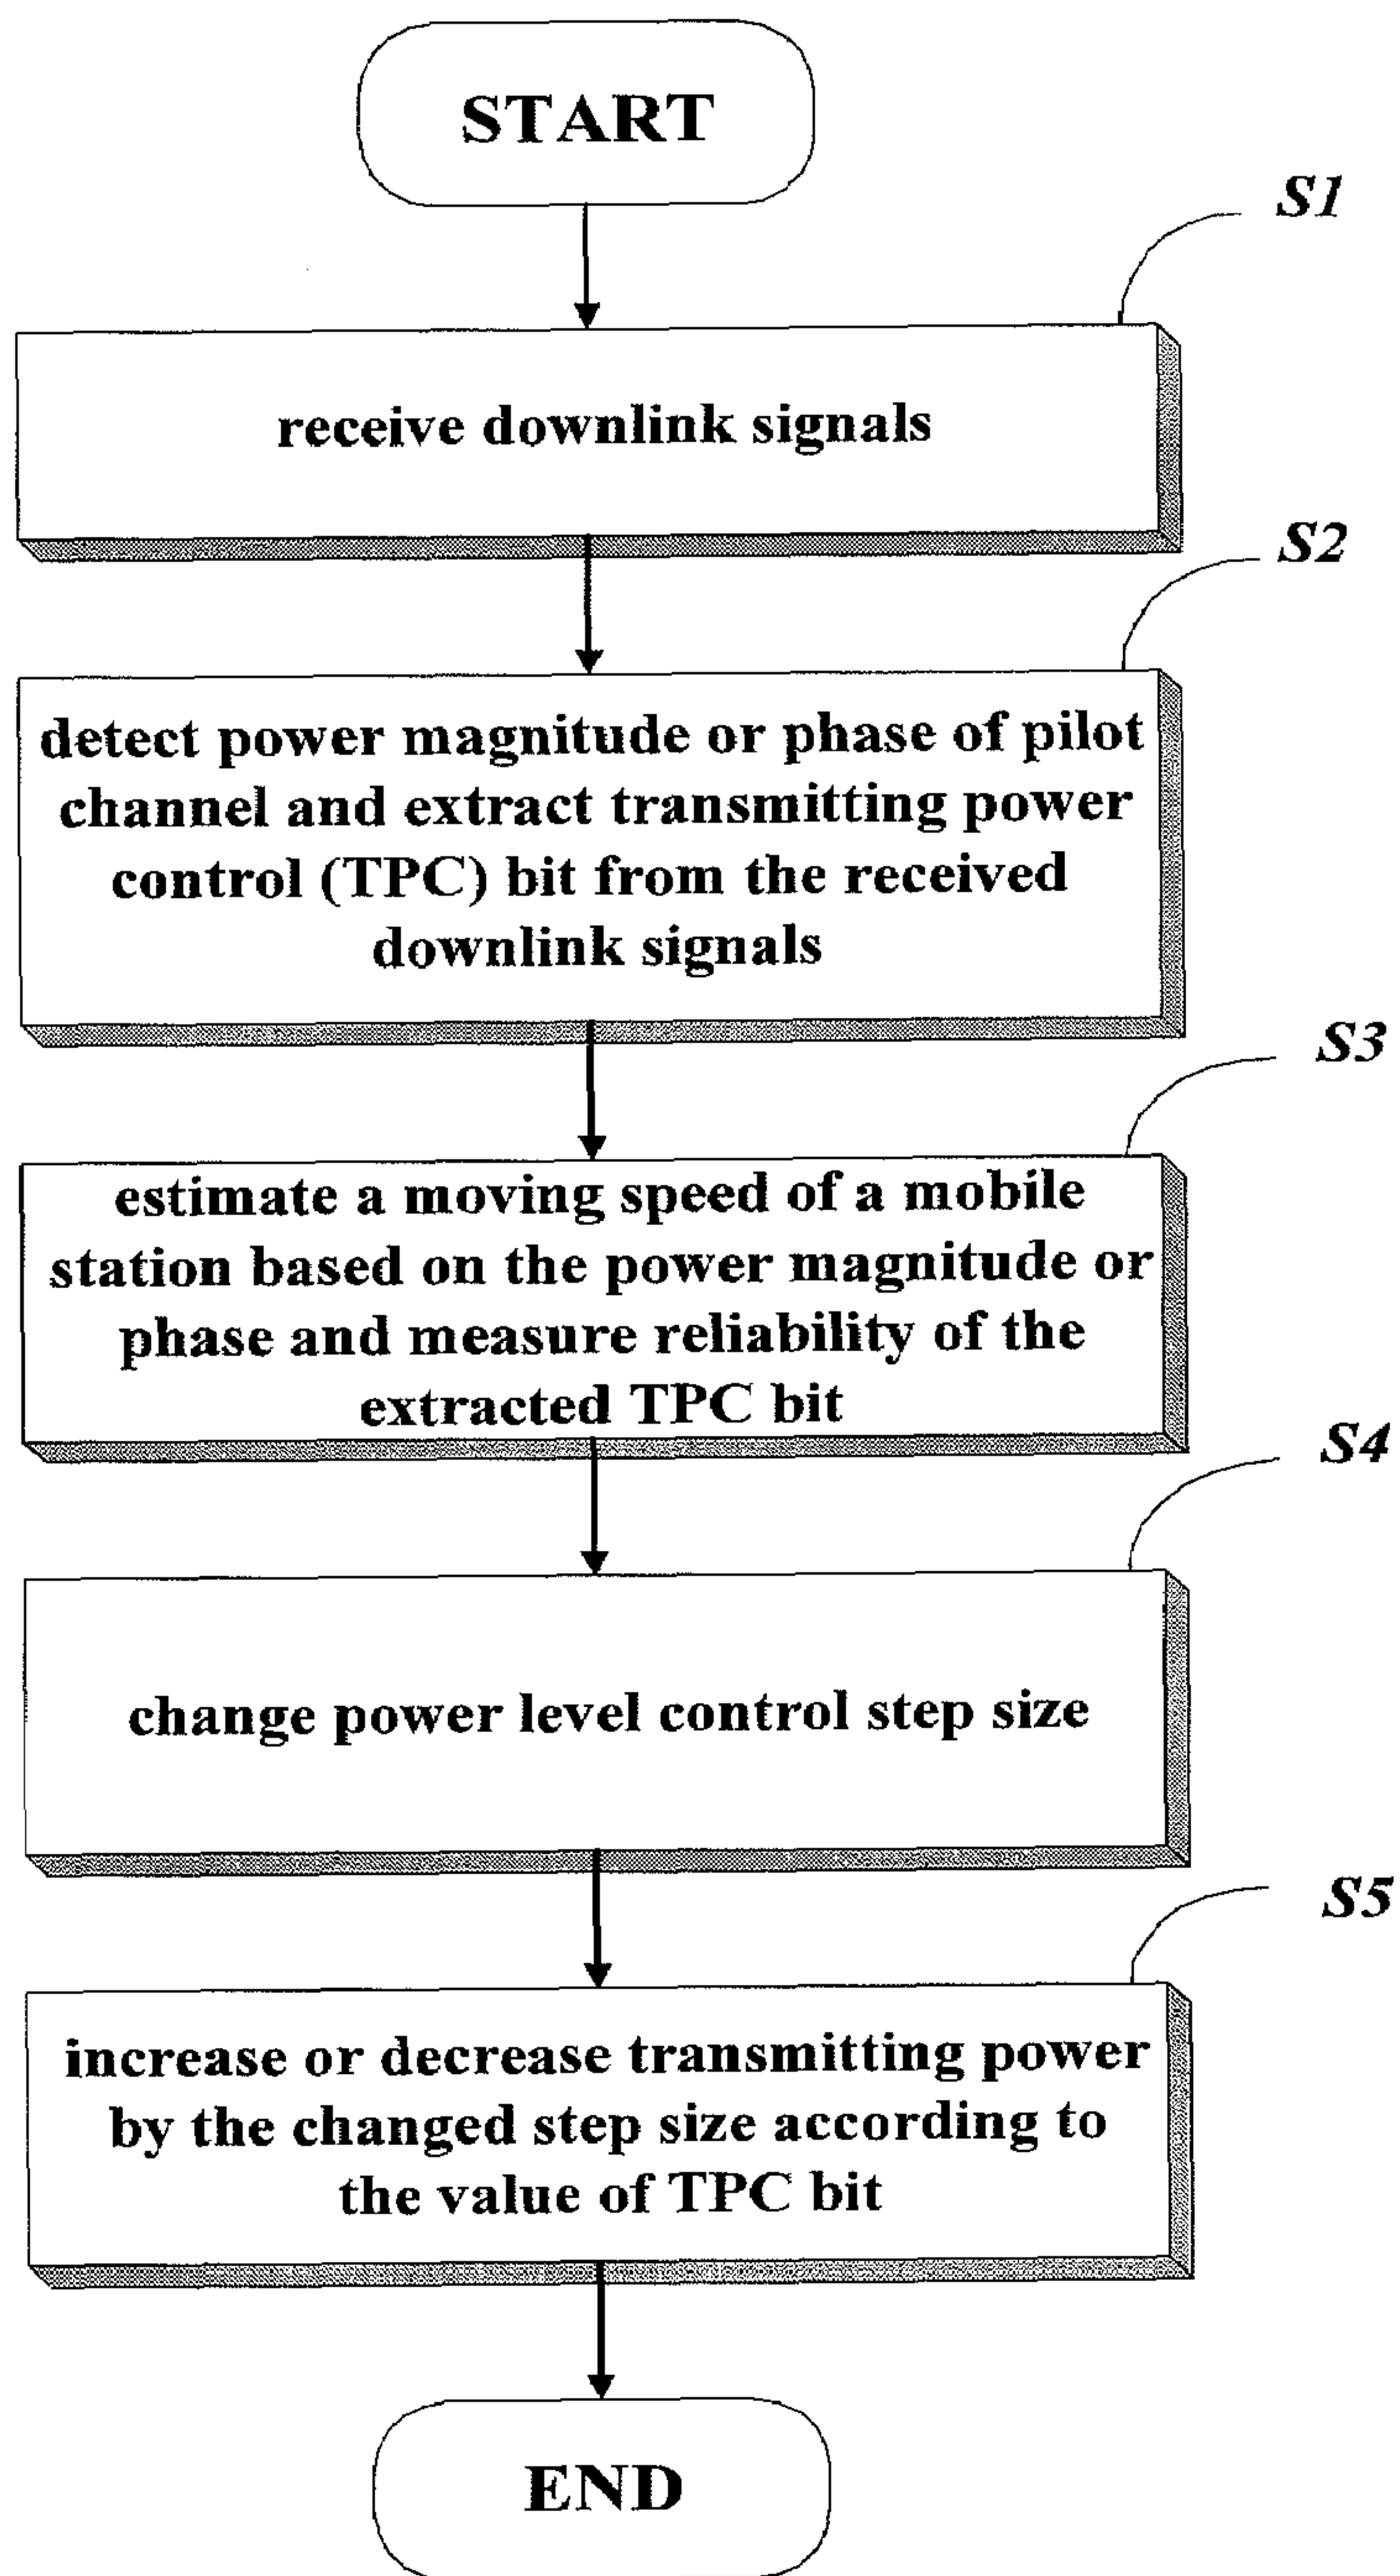 START
S1
receive downlink signals
S2
detect power magnitude or phase of pilot
channel and extract transmitting power
control (TPC) bit from the received
downlink signals
S3
estimate a moving speed of a mobile
station based on the power magnitude or
phase and measure reliability of the
extracted TPC bit
S4
change power level control step size
S5
increase or decrease transmitting power
by the changed step size according to
the value of TPC bit
END